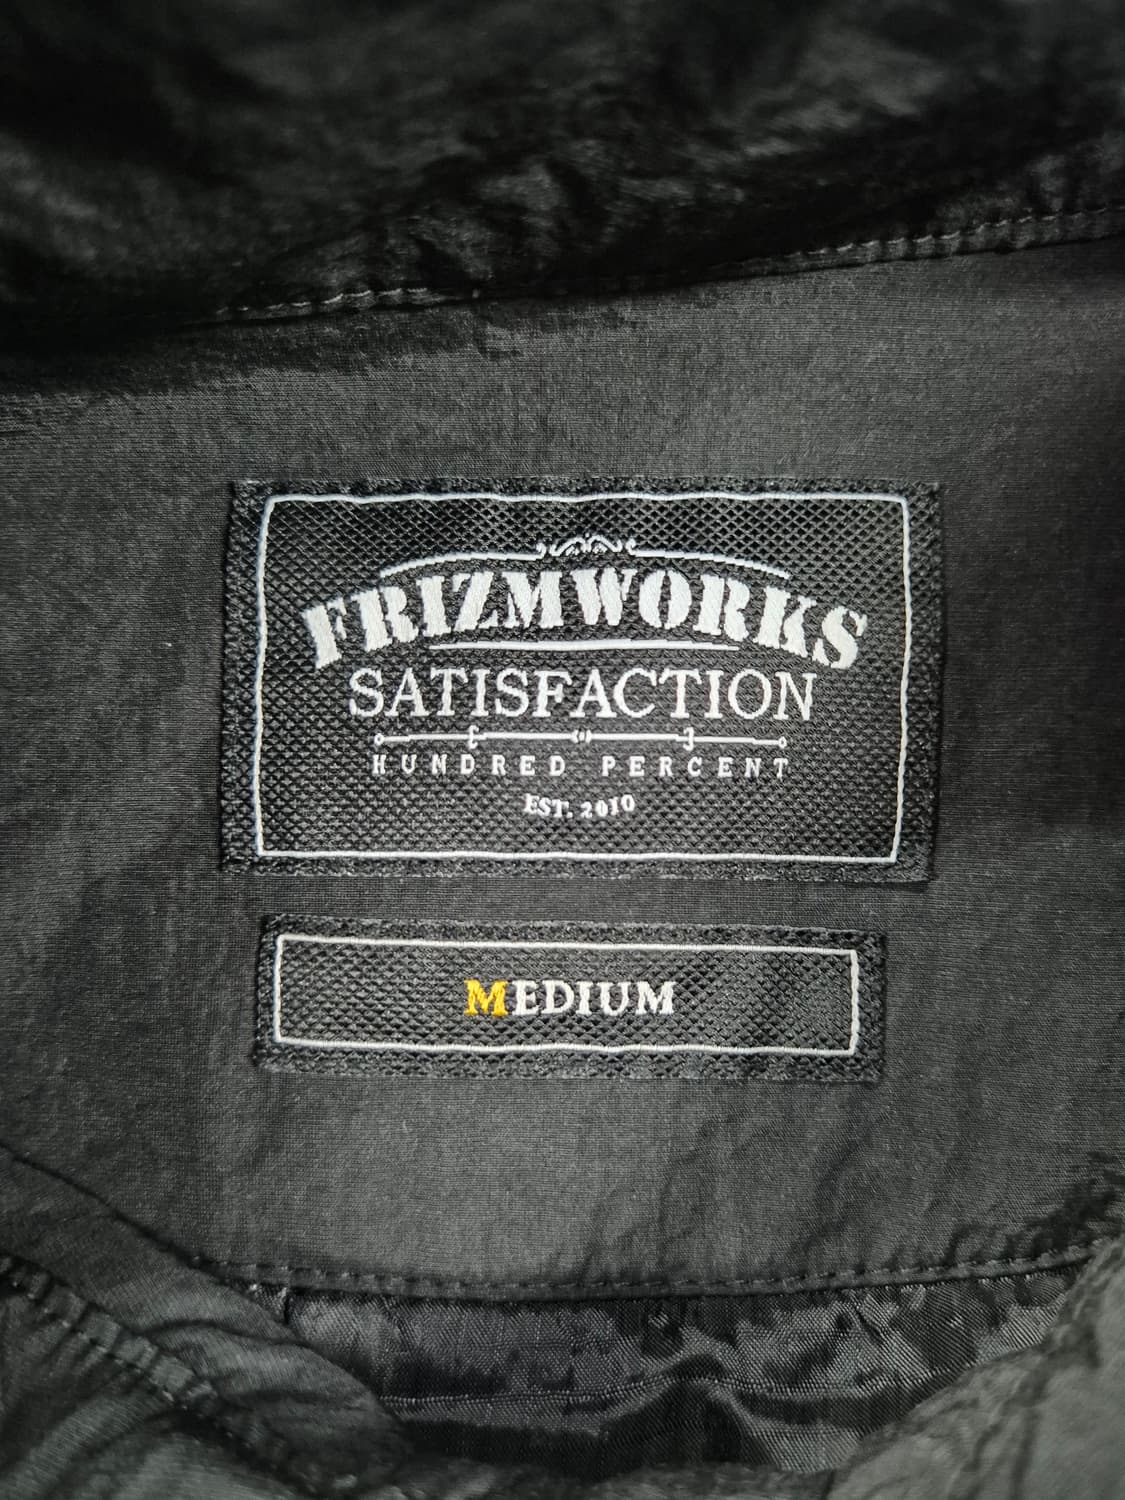 FRIZMWORKS
SATISFACTION
HUNDRED PERCENT
EST. 2010
MEDIUM